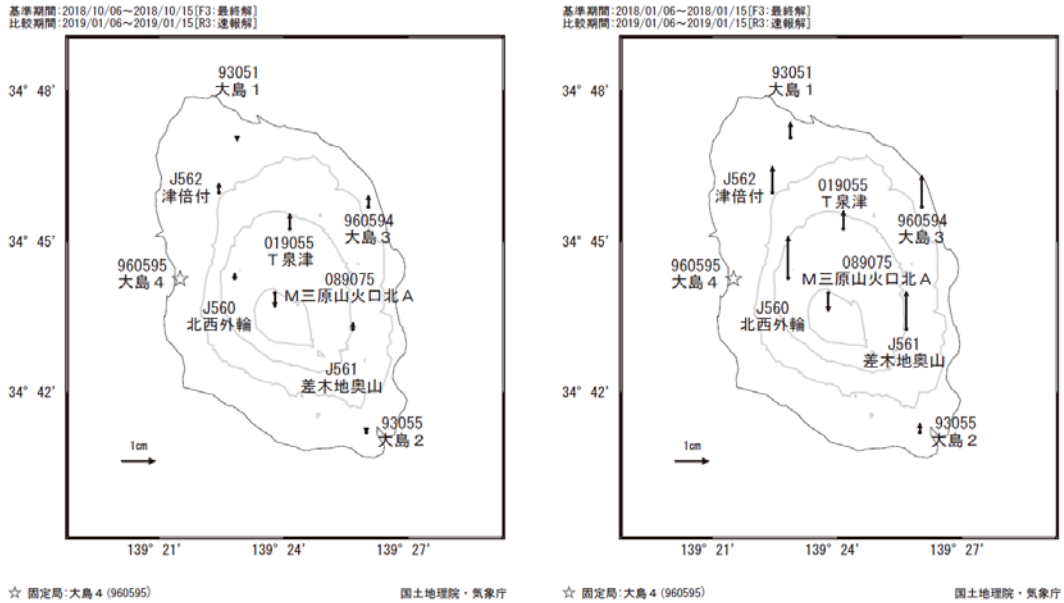 基準期間:2018/10/06～2018/10/15[F3:最終解]
比較期間:2019/01/06～2019/01/15[R3:速報解]
34° 48'
34° 45'
34° 42'
93051
大島１
J562
津倍付
960594
大島３
019055
Ｔ泉津
960595
大島４
089075
Ｍ三原山火口北Ａ
J560
北西外輪
J561
差木地奥山
93055
大島２
1cm
139° 21'
139° 24'
139° 27'
☆ 固定局:大島４(960595)
国土地理院・気象庁
基準期間:2018/01/06～2018/01/15[F3:最終解]
比較期間:2019/01/06～2019/01/15[R3:速報解]
34° 48'
34° 45'
34° 42'
93051
大島１
J562
津倍付
019055
Ｔ泉津
960594
大島３
960595
大島４
089075
Ｍ三原山火口北Ａ
J560
北西外輪
J561
差木地奥山
93055
大島２
1cm
139° 21'
139° 24'
139° 27'
☆ 固定局:大島４(960595)
国土地理院・気象庁